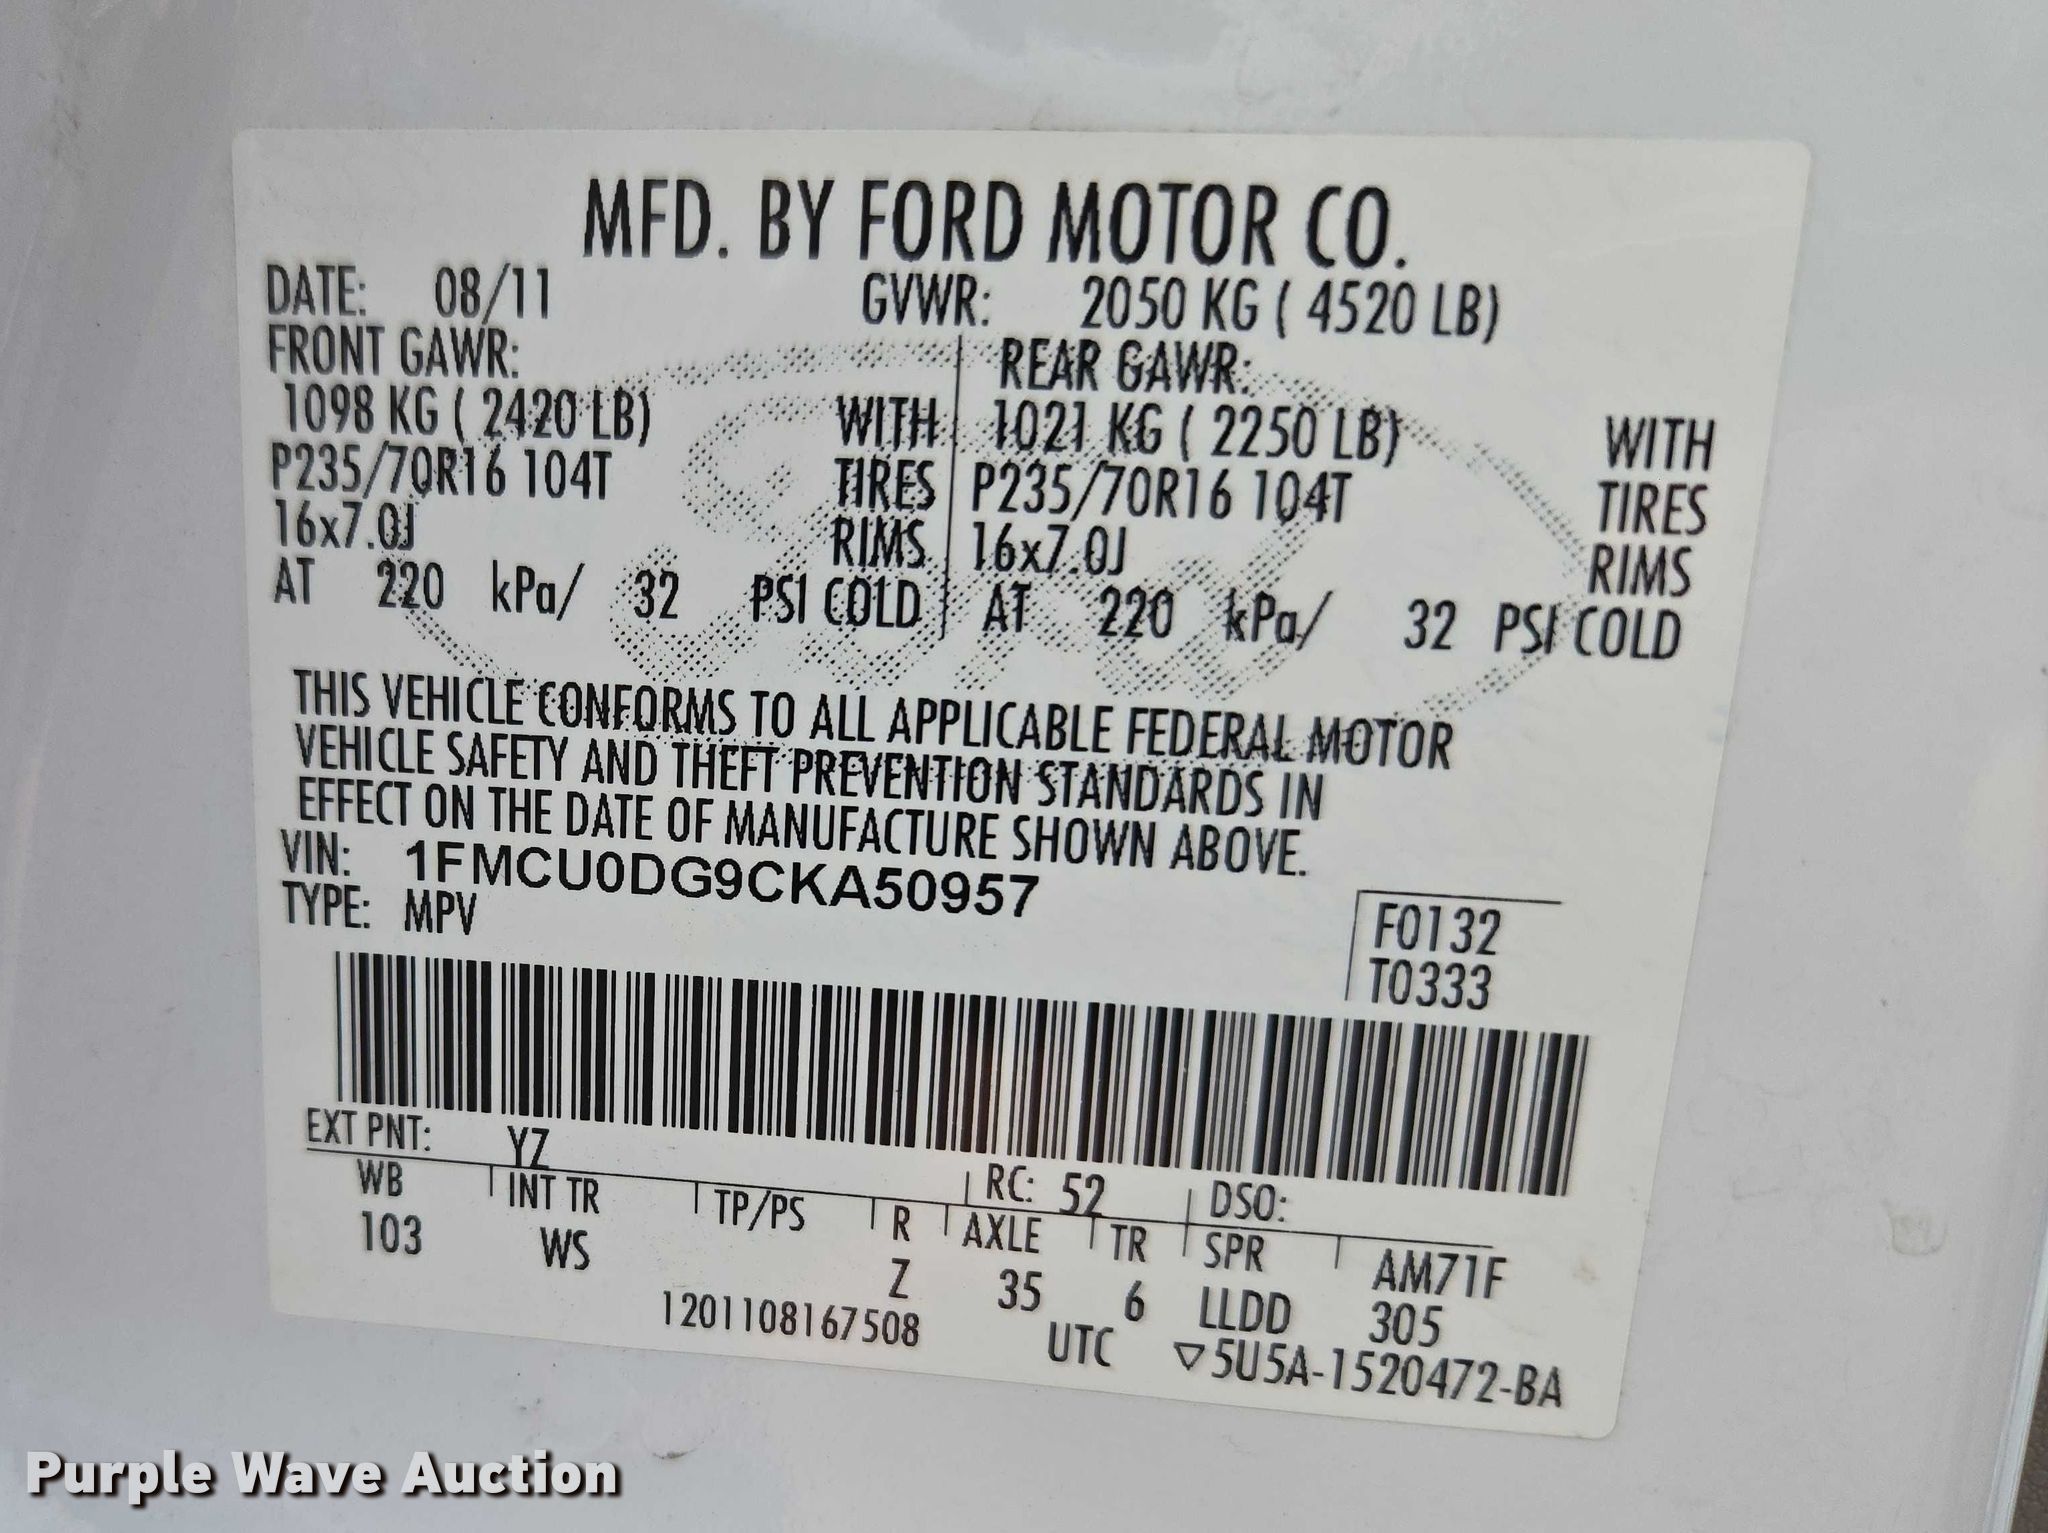 MFD. BY FORD MOTOR CO.
DATE: 08/11 GVWR: 2050 KG ( 4520 LB)
FRONT GAWR: REAR GAWR:
1098 KG ( 2420 LB) WITH 1021 KG ( 2250 LB) WITH
P235/70R16 104T TIRES P235/70R16 104T TIRES
16x7.0J RIMS 16x7.0J RIMS
AT 220 kPa/ 32 PSI COLD AT 220 kPa/ 32 PSI COLD
THIS VEHICLE CONFORMS TO ALL APPLICABLE FEDERAL MOTOR
VEHICLE SAFETY AND THEFT PREVENTION STANDARDS IN
EFFECT ON THE DATE OF MANUFACTURE SHOWN ABOVE.
VIN: 1FMCU0DG9CKA50957
TYPE: MPV
F0132
T0333
EXT PNT: YZ RC: 52 DSO:
WB INT TR TP/PS R AXLE TR SPR AM71F
103 WS Z 35 6 LLDD 305
1201108167508 UTC ▽5U5A-1520472-BA
Purple Wave Auction